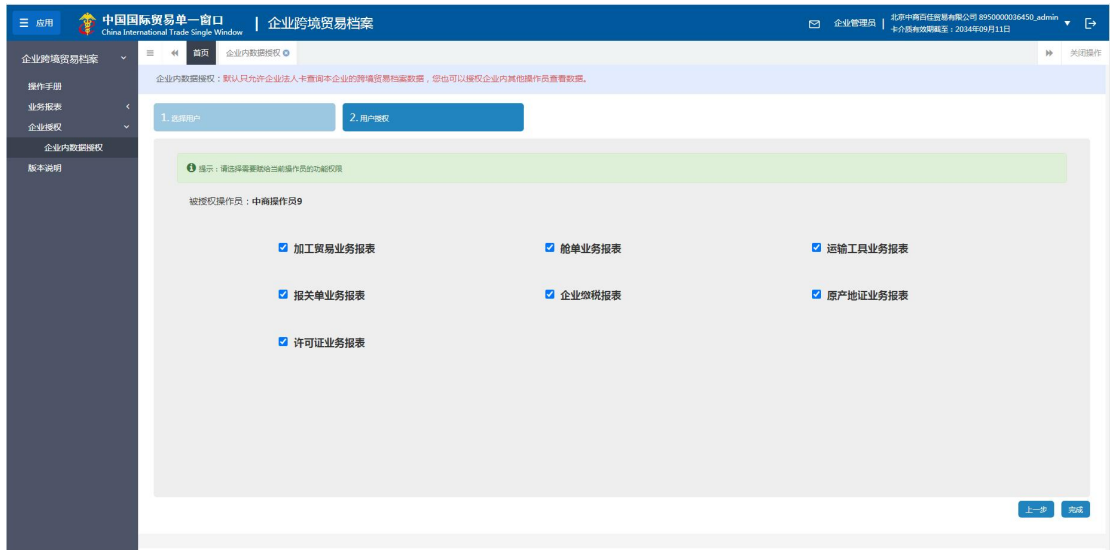 应用
中国国际贸易单一窗口
China International Trade Single Window
企业跨境贸易档案
企业管理员
北京中商百佳贸易有限公司 8950000036450_admin
卡介质有效期截至：2034年09月11日
企业跨境贸易档案
操作手册
业务报表
企业授权
企业内数据授权
版本说明
首页
企业内数据授权
关闭操作
企业内数据授权：默认只允许企业法人卡查询本企业的跨境贸易档案数据，您也可以授权企业内其他操作员查看数据。
1. 选择用户
2. 用户授权
提示：请选择需要赋给当前操作员的功能权限
被授权操作员：中商操作员9
加工贸易业务报表
舱单业务报表
运输工具业务报表
报关单业务报表
企业缴税报表
原产地证业务报表
许可证业务报表
上一步
完成